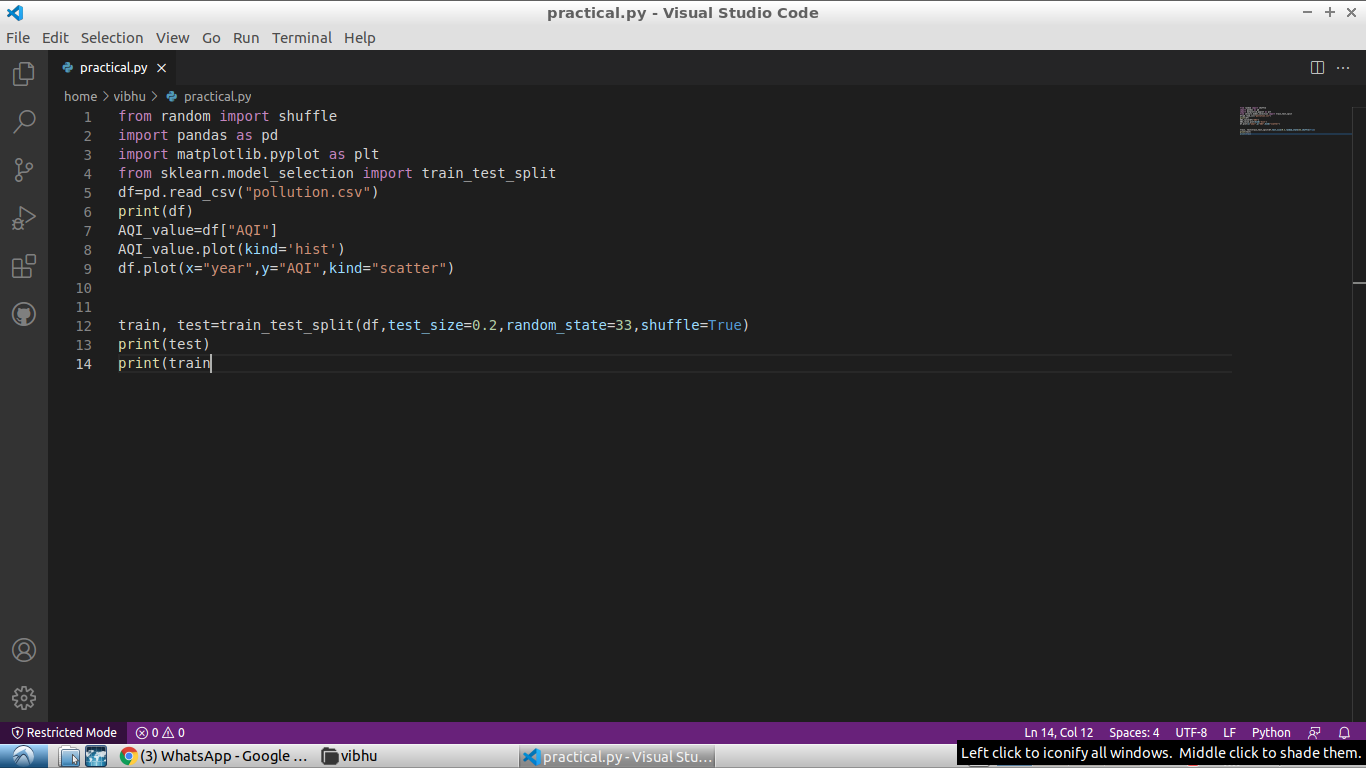 practical.py - Visual Studio Code
File Edit Selection View Go Run Terminal Help
practical.py
home > vibhu > practical.py
1 from random import shuffle
2 import pandas as pd
3 import matplotlib.pyplot as plt
4 from sklearn.model_selection import train_test_split
5 df=pd.read_csv("pollution.csv")
6 print(df)
7 AQI_value=df["AQI"]
8 AQI_value.plot(kind='hist')
9 df.plot(x="year",y="AQI",kind="scatter")
10
11
12 train, test=train_test_split(df,test_size=0.2,random_state=33,shuffle=True)
13 print(test)
14 print(train
Restricted Mode 0 0 Ln 14, Col 12 Spaces: 4 UTF-8 LF Python
(3) WhatsApp - Google ... vibhu practical.py - Visual Stu... Left click to iconify all windows. Middle click to shade them.